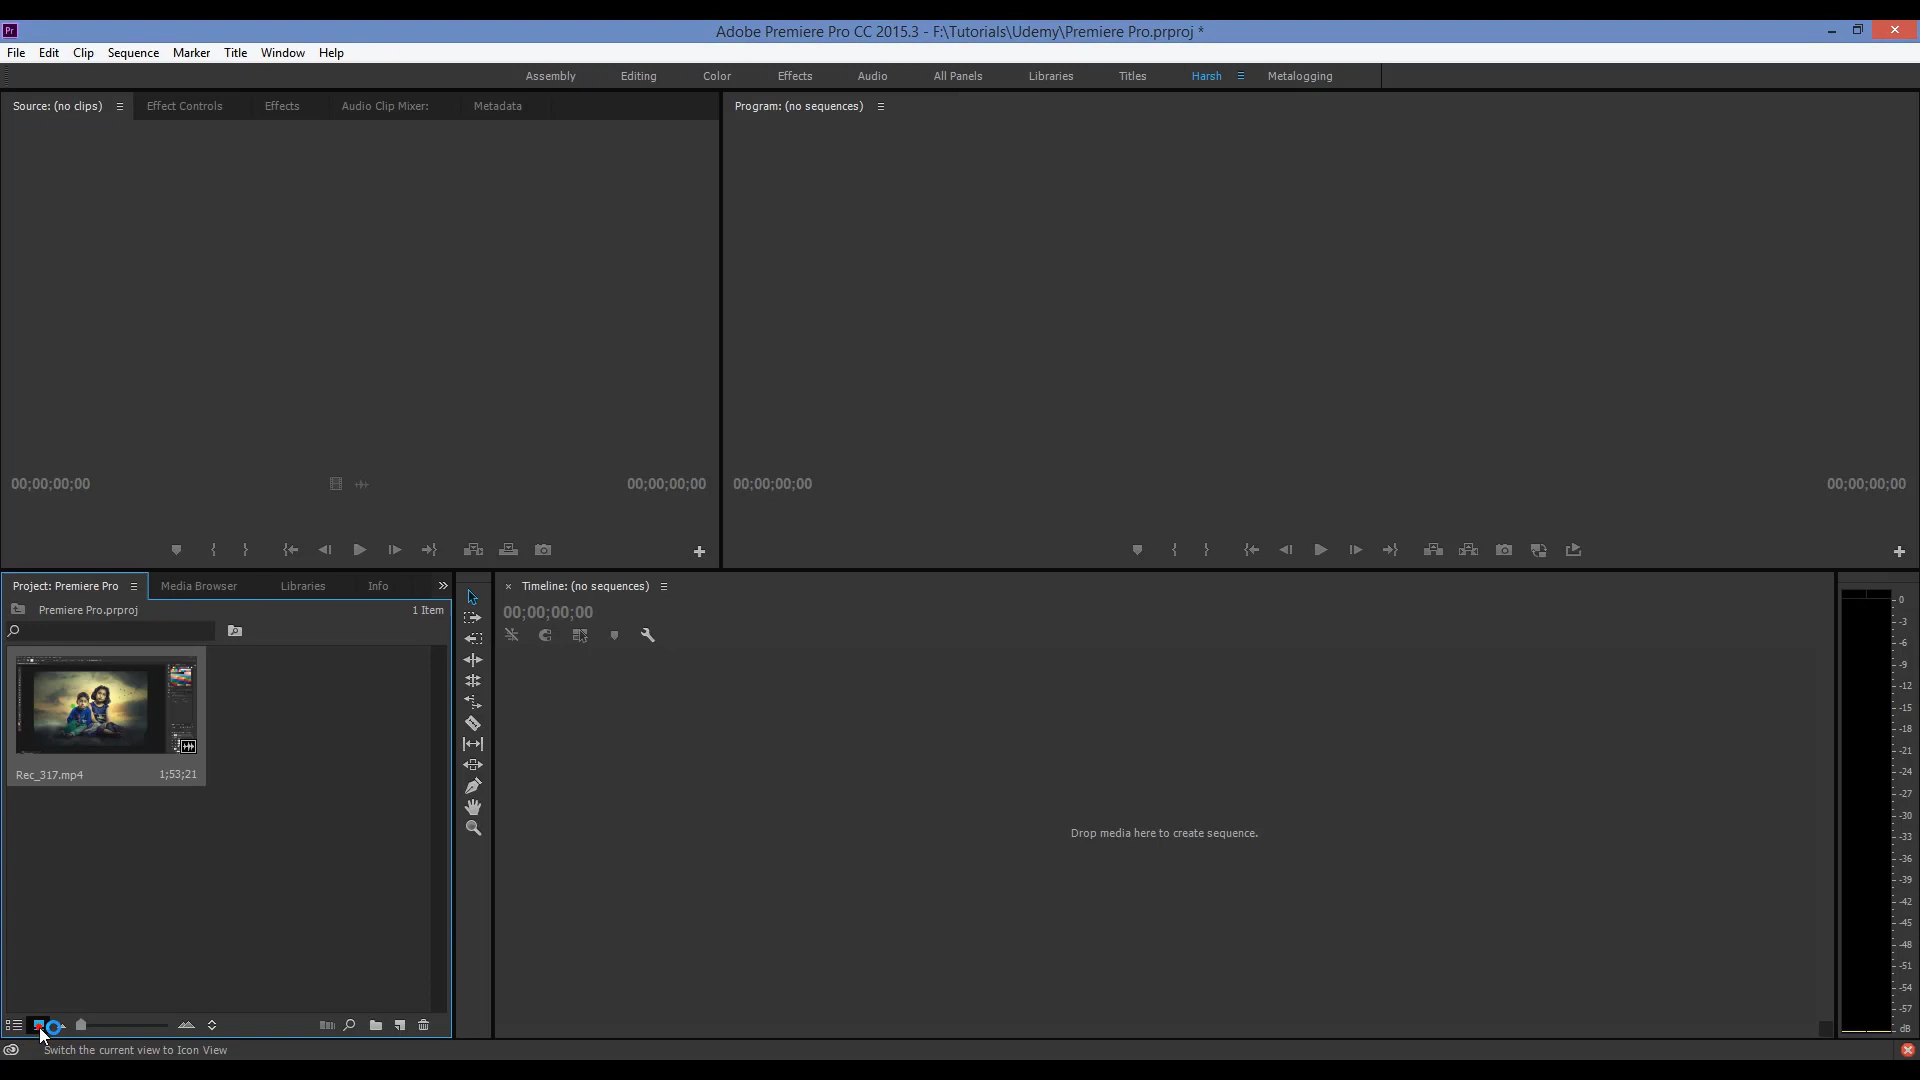 Pr
Adobe Premiere Pro CC 2015.3 - F:\Tutorials\Udemy\Premiere Pro.prproj *
File Edit Clip Sequence Marker Title Window Help
Assembly Editing Color Effects Audio All Panels Libraries Titles Harsh Metalogging
Source: (no clips) Effect Controls Effects Audio Clip Mixer: Metadata
Program: (no sequences)
00;00;00;00 00;00;00;00
00;00;00;00 00;00;00;00
Project: Premiere Pro Media Browser Libraries Info
Premiere Pro.prproj 1 Item
Rec_317.mp4 1;53;21
Timeline: (no sequences)
00;00;00;00
Drop media here to create sequence.
0
-3
-6
-9
-12
-15
-18
-21
-24
-27
-30
-33
-36
-39
-42
-45
-48
-51
-54
-57
dB
Switch the current view to Icon View